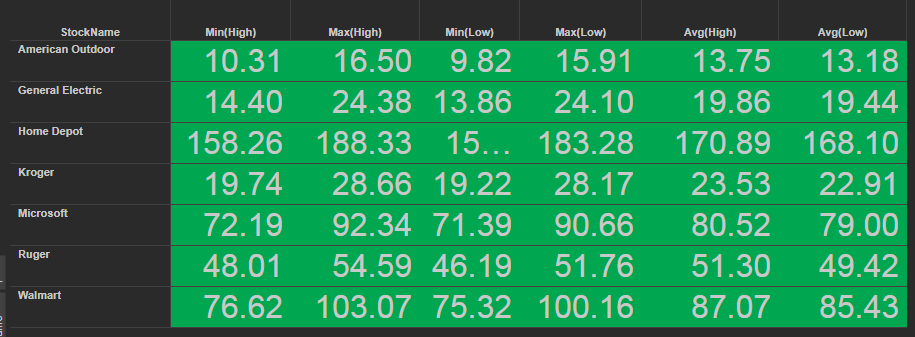 StockName Min(High) Max(High) Min(Low) Max(Low) Avg(High) Avg(Low)
American Outdoor 10.31 16.50 9.82 15.91 13.75 13.18
General Electric 14.40 24.38 13.86 24.10 19.86 19.44
Home Depot 158.26 188.33 15... 183.28 170.89 168.10
Kroger 19.74 28.66 19.22 28.17 23.53 22.91
Microsoft 72.19 92.34 71.39 90.66 80.52 79.00
Ruger 48.01 54.59 46.19 51.76 51.30 49.42
Walmart 76.62 103.07 75.32 100.16 87.07 85.43